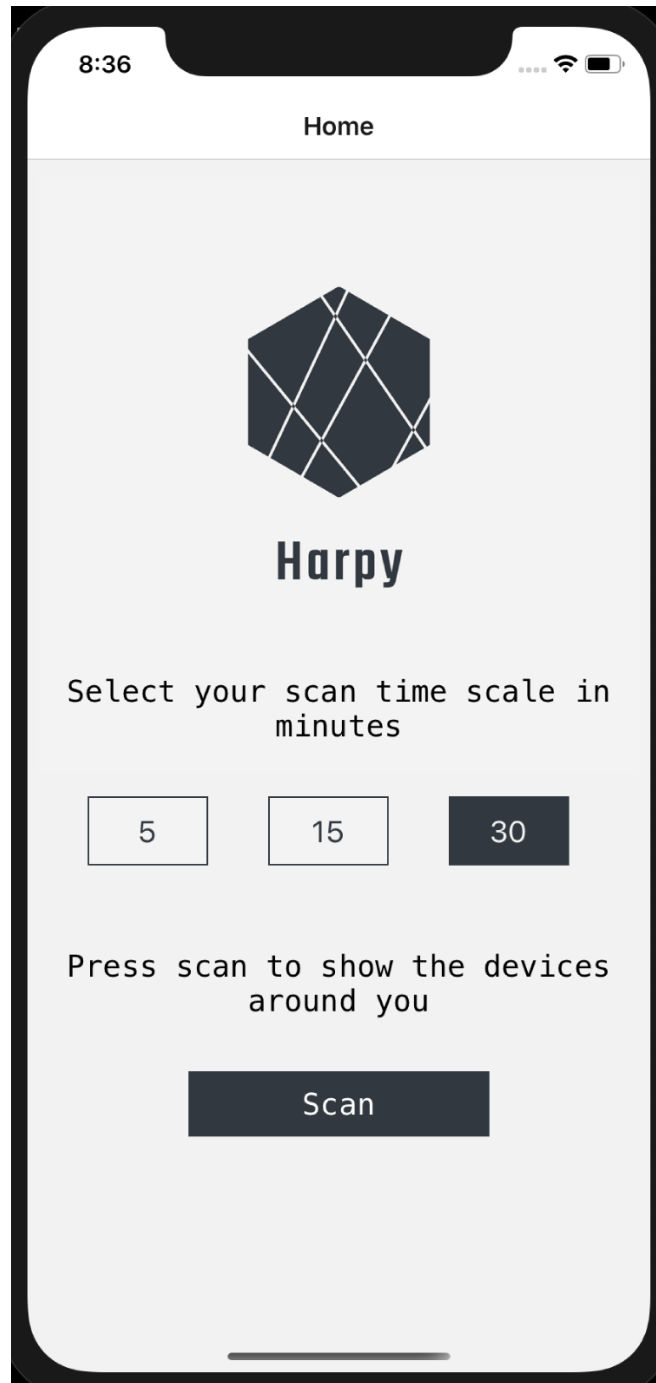 8:36
Home
Harpy
Select your scan time scale in
minutes
5 15 30
Press scan to show the devices
around you
Scan